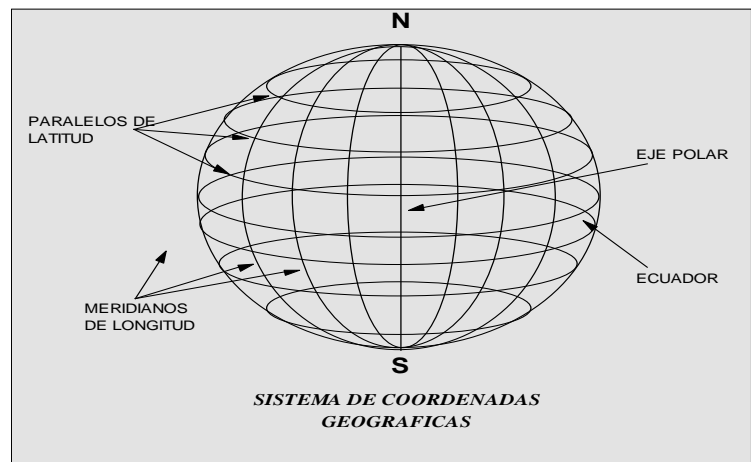 N
PARALELOS DE
LATITUD
EJE POLAR
ECUADOR
MERIDIANOS
DE LONGITUD
S
SISTEMA DE COORDENADAS
GEOGRAFICAS